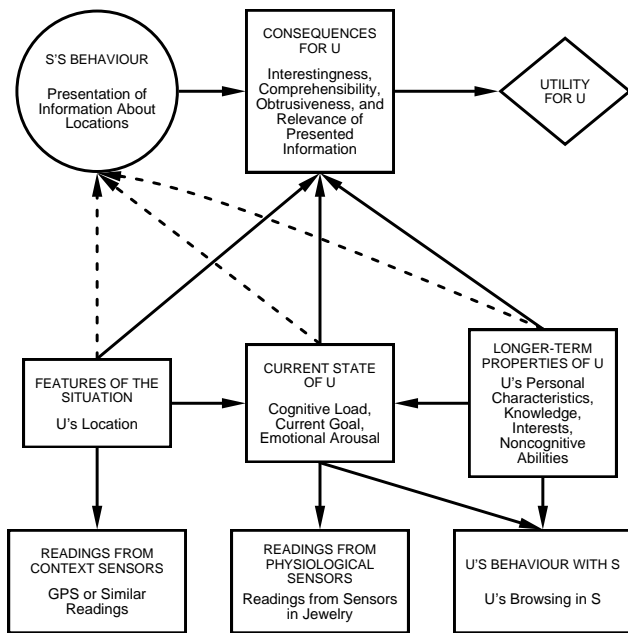 S'S BEHAVIOUR
Presentation of
Information About
Locations
CONSEQUENCES
FOR U
Interestingness,
Comprehensibility,
Obtrusiveness, and
Relevance of
Presented
Information
UTILITY
FOR U
FEATURES OF THE
SITUATION
U's Location
CURRENT STATE
OF U
Cognitive Load,
Current Goal,
Emotional Arousal
LONGER-TERM
PROPERTIES OF U
U's Personal
Characteristics,
Knowledge,
Interests,
Noncognitive
Abilities
READINGS FROM
CONTEXT SENSORS
GPS or Similar
Readings
READINGS FROM
PHYSIOLOGICAL
SENSORS
Readings from Sensors
in Jewelry
U'S BEHAVIOUR WITH S
U's Browsing in S